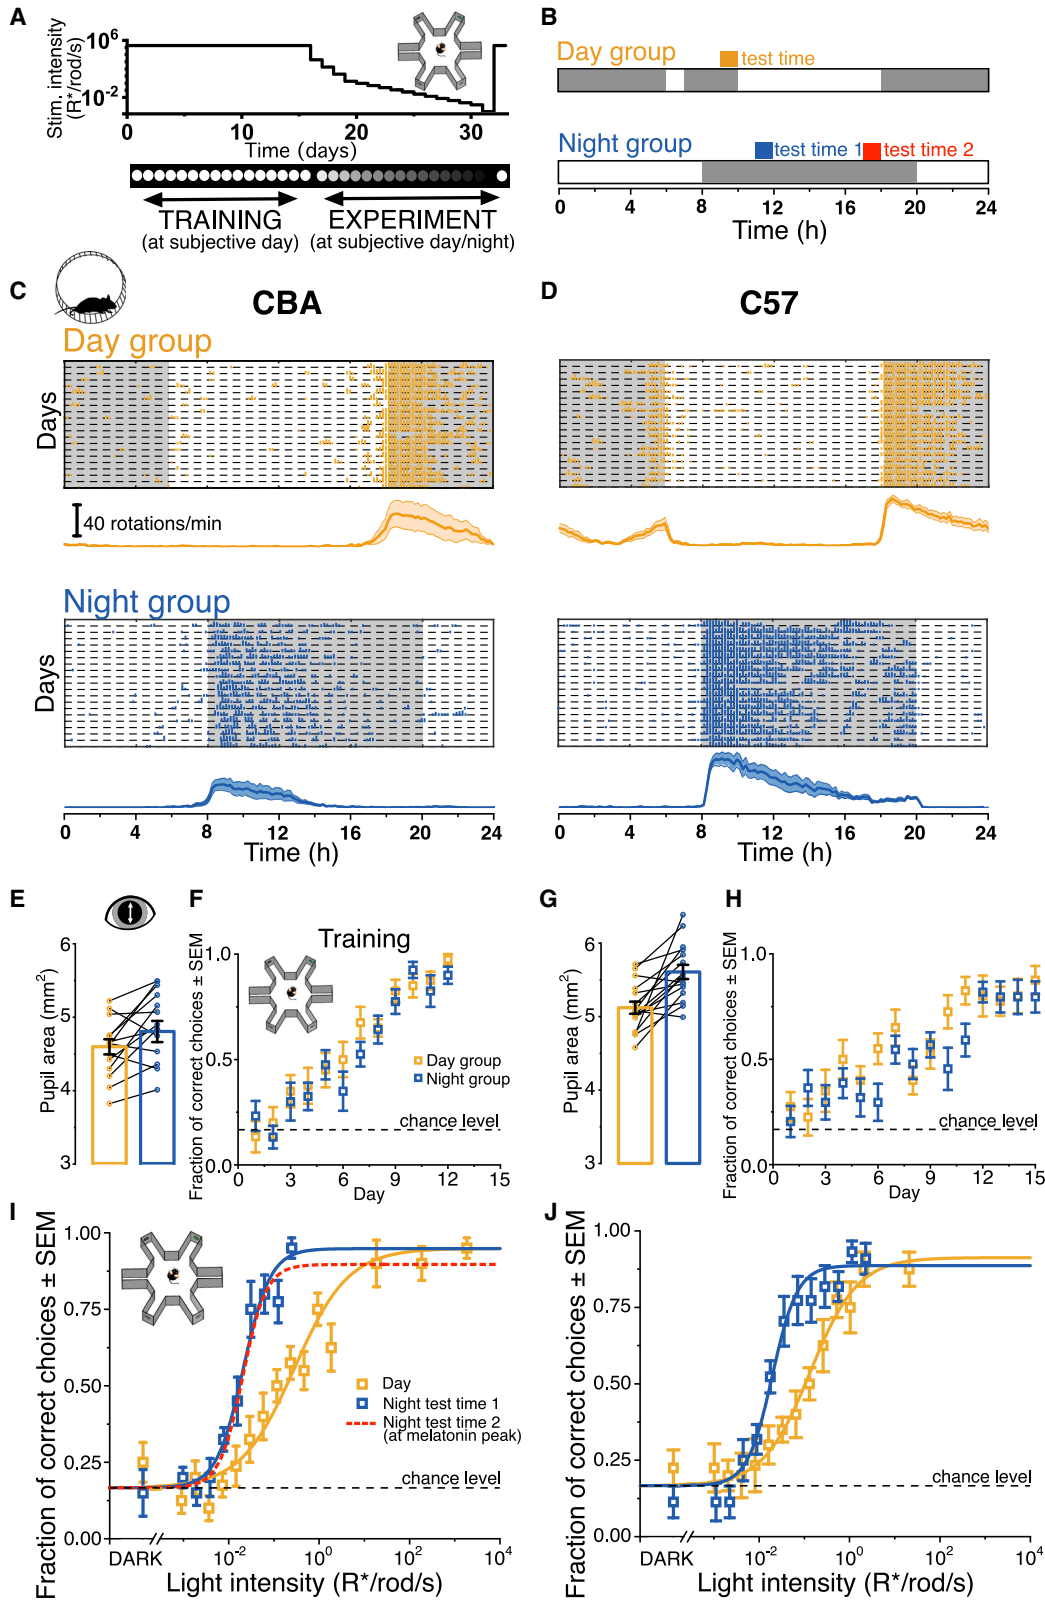 A
Stim. intensity
(R*/rod/s)
10^6
10^-2
0 10 20 30
Time (days)
TRAINING
(at subjective day)
EXPERIMENT
(at subjective day/night)
B
Day group
test time
Night group
test time 1
test time 2
0 4 8 12 16 20 24
Time (h)
C
CBA
Day group
Days
40 rotations/min
Night group
Days
0 4 8 12 16 20 24
Time (h)
D
C57
0 4 8 12 16 20 24
Time (h)
E
Pupil area (mm²)
6
5
4
3
F
Training
Fraction of correct choices ± SEM
1.0
0.5
0.0
Day group
Night group
chance level
0 3 6 9 12 15
Day
G
Pupil area (mm²)
6
5
4
3
H
Fraction of correct choices ± SEM
1.0
0.5
0.0
chance level
0 3 6 9 12 15
Day
I
Fraction of correct choices ± SEM
1.00
0.75
0.50
0.25
0.00
Day
Night test time 1
Night test time 2
(at melatonin peak)
chance level
DARK 10^-2 10^0 10^2 10^4
Light intensity (R*/rod/s)
J
Fraction of correct choices ± SEM
1.00
0.75
0.50
0.25
0.00
chance level
DARK 10^-2 10^0 10^2 10^4
Light intensity (R*/rod/s)